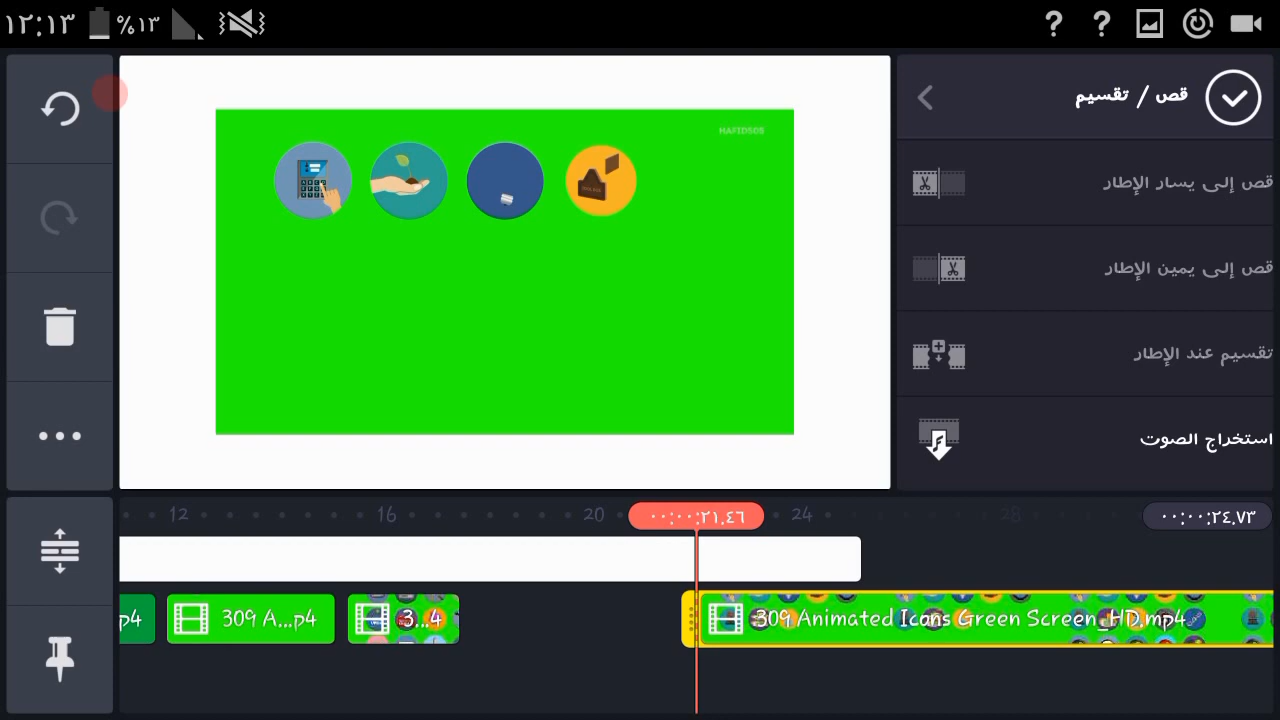 ١٢:١٣ %١٣
قص / تقسيم
HAFID505
قص إلى يسار الإطار
قص إلى يمين الإطار
تقسيم عند الإطار
استخراج الصوت
12 16 20 ٠٠:٠٠:٢١.٤٦ 24 28 ٠٠:٠٠:٢٤.٧٣
p4 309 A...p4 3...4 309 Animated Icons Green Screen_HD.mp4